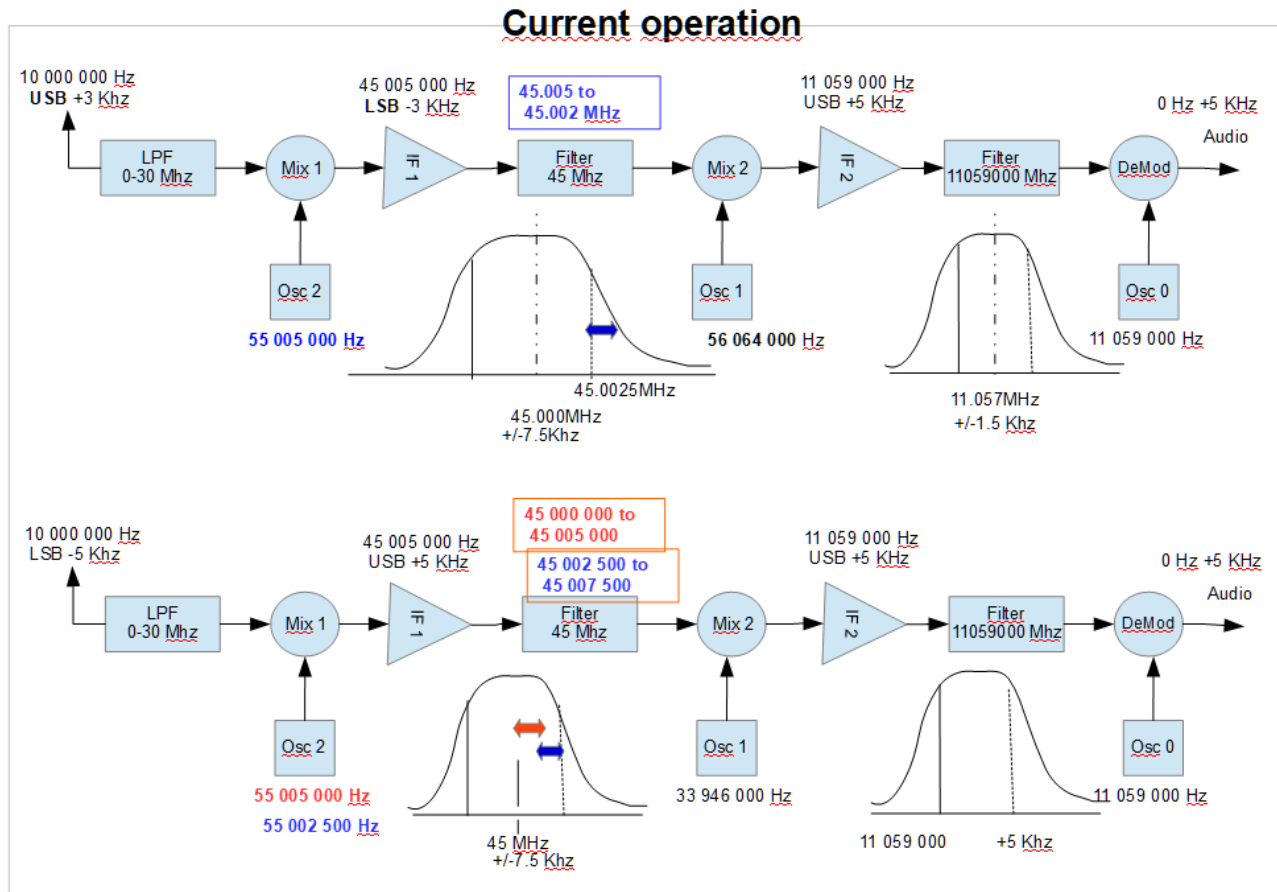 Current operation
10 000 000 Hz
USB +3 Khz
45 005 000 Hz
LSB -3 KHz
45.005 to
45.002 MHz
11 059 000 Hz
USB +5 KHz
0 Hz +5 KHz
Audio
LPF
0-30 Mhz
Mix 1
IF 1
Filter
45 Mhz
Mix 2
IF 2
Filter
11059000 Mhz
DeMod
Osc 2
Osc 1
Osc 0
55 005 000 Hz
56 064 000 Hz
11 059 000 Hz
45.0025MHz
45.000MHz
+/-7.5Khz
11.057MHz
+/-1.5 Khz
10 000 000 Hz
LSB -5 Khz
45 005 000 Hz
USB +5 KHz
45 000 000 to
45 005 000
45 002 500 to
45 007 500
11 059 000 Hz
USB +5 KHz
0 Hz +5 KHz
Audio
LPF
0-30 Mhz
Mix 1
IF 1
Filter
45 Mhz
Mix 2
IF 2
Filter
11059000 Mhz
DeMod
Osc 2
Osc 1
Osc 0
55 005 000 Hz
55 002 500 Hz
33 946 000 Hz
11 059 000 Hz
45 MHz
+/-7.5 Khz
11 059 000
+5 Khz